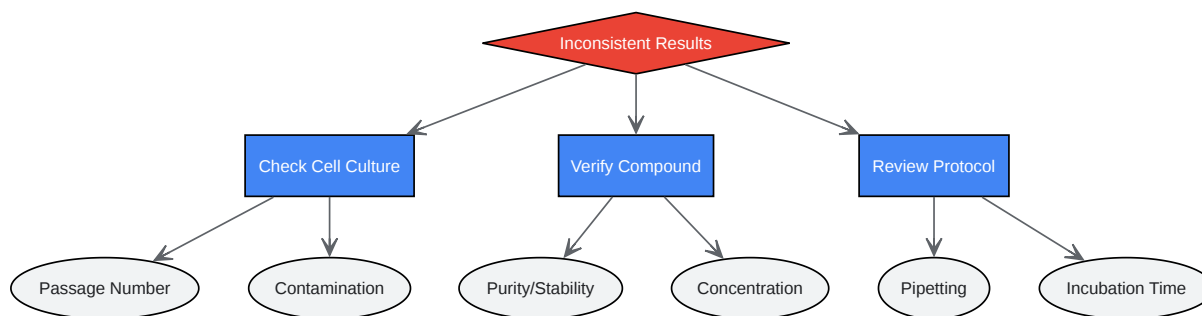 Inconsistent Results
Check Cell Culture
Verify Compound
Review Protocol
Passage Number
Contamination
Purity/Stability
Concentration
Pipetting
Incubation Time